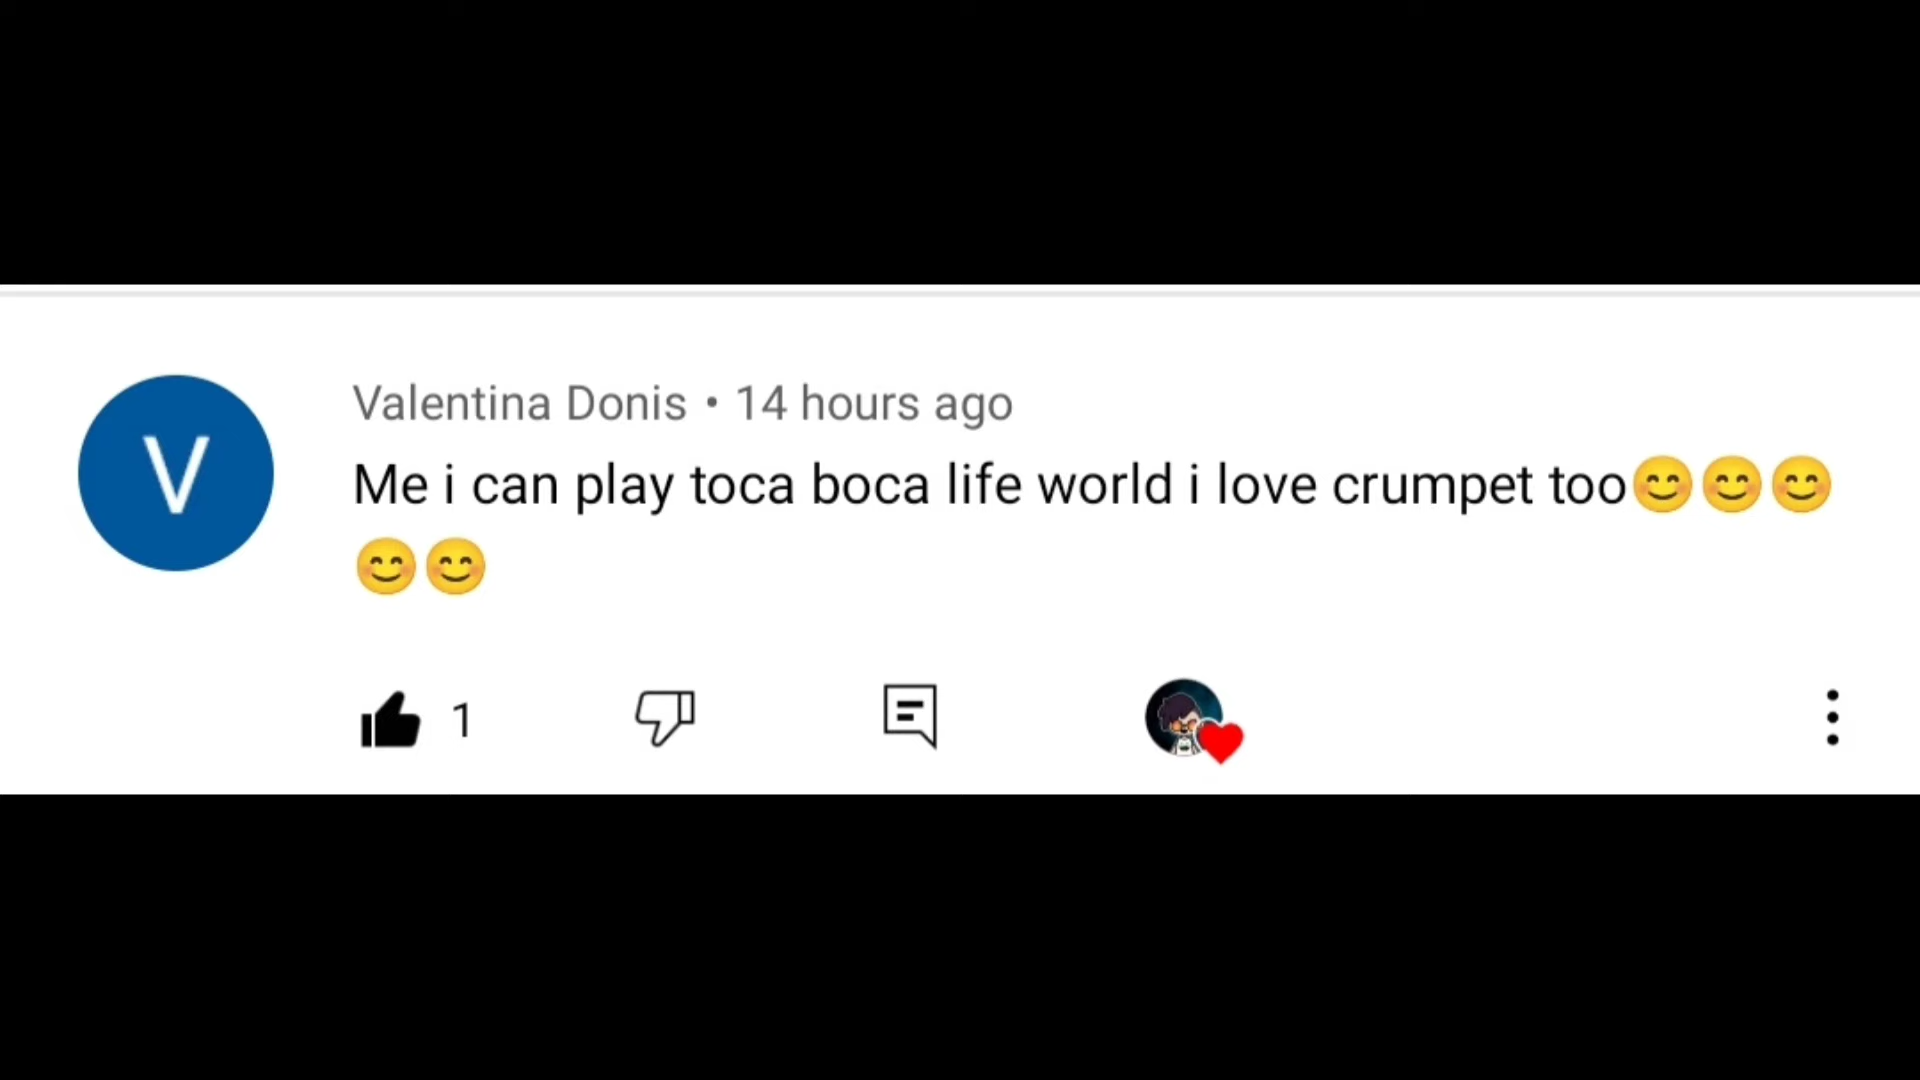 V
Valentina Donis • 14 hours ago
Me i can play toca boca life world i love crumpet too😊😊😊
😊😊
1